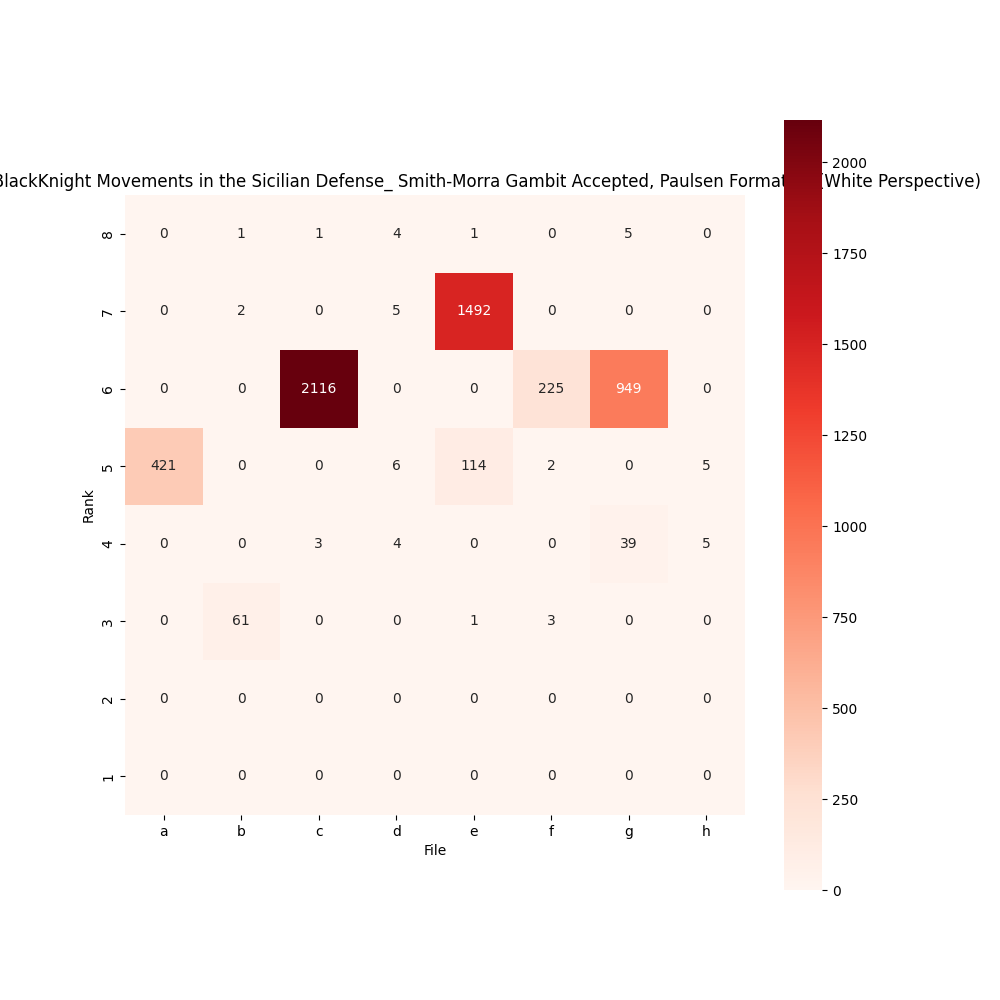 BlackKnight Movements in the Sicilian Defense_ Smith-Morra Gambit Accepted, Paulsen Format (White Perspective)
8 0 1 1 4 1 0 5 0
7 0 2 0 5 1492 0 0 0
6 0 0 2116 0 0 225 949 0
5 421 0 0 6 114 2 0 5
Rank
4 0 0 3 4 0 0 39 5
3 0 61 0 0 1 3 0 0
2 0 0 0 0 0 0 0 0
1 0 0 0 0 0 0 0 0
a b c d e f g h
File
2000
1750
1500
1250
1000
750
500
250
0